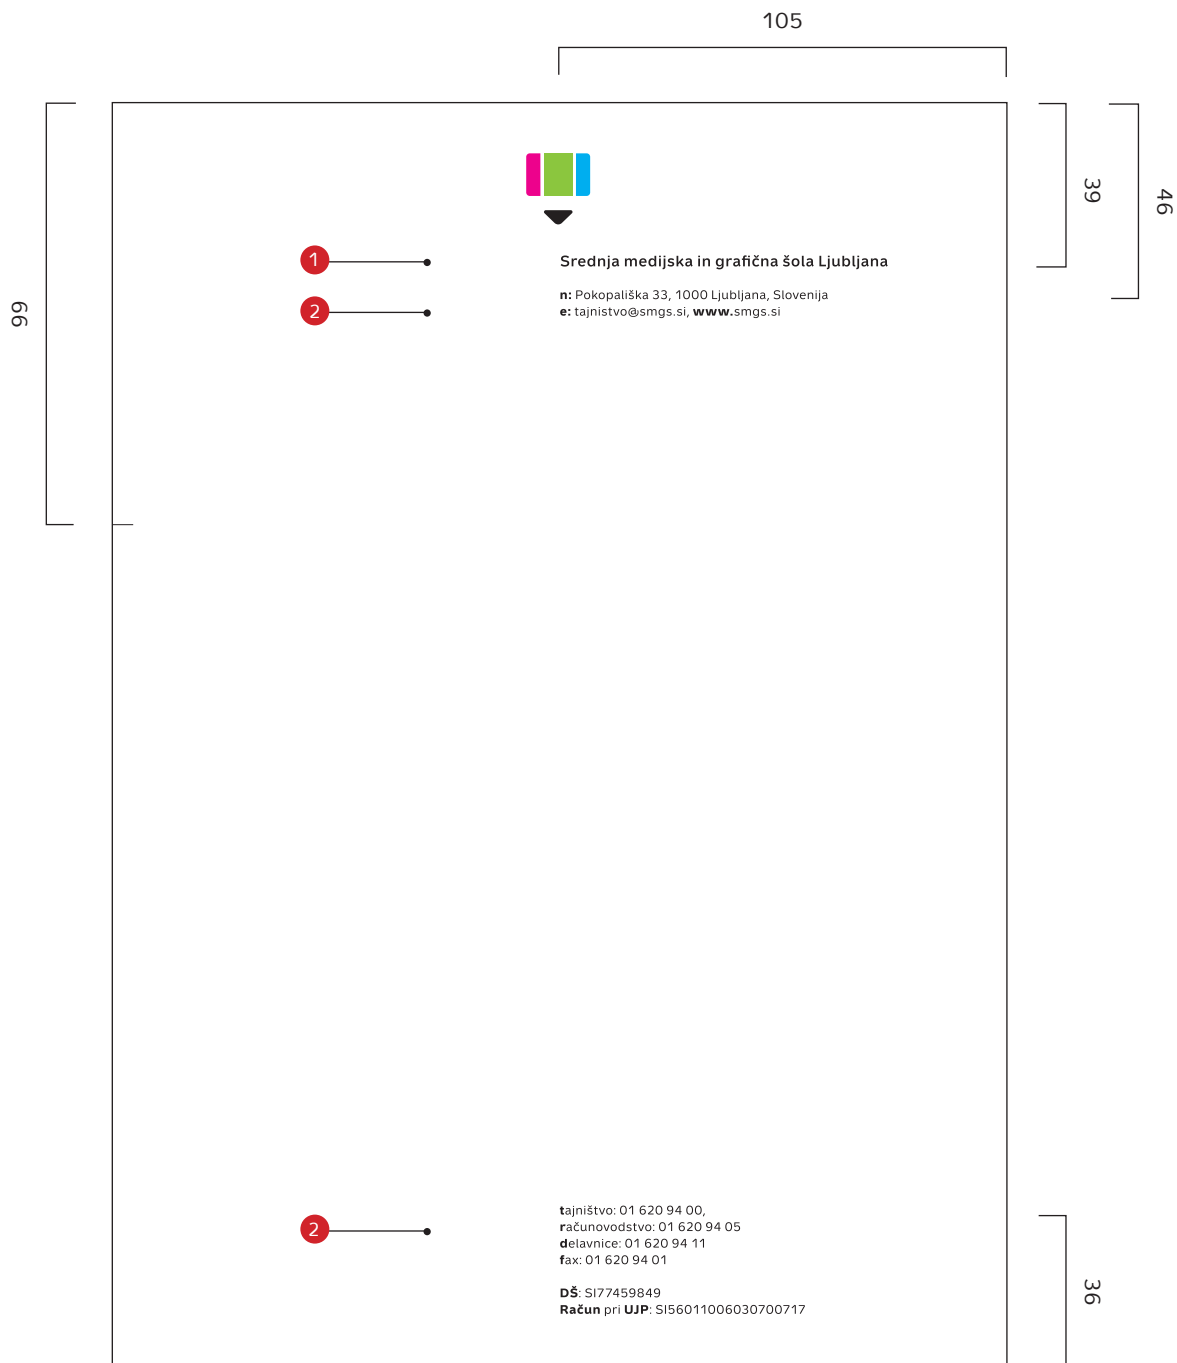 105
39
46
66
1
Srednja medijska in grafična šola Ljubljana
n: Pokopališka 33, 1000 Ljubljana, Slovenija
2
e: tajnistvo@smgs.si, www.smgs.si
tajništvo: 01 620 94 00,
2
računovodstvo: 01 620 94 05
delavnice: 01 620 94 11
fax: 01 620 94 01
DŠ: SI77459849
Račun pri UJP: SI56011006030700717
36